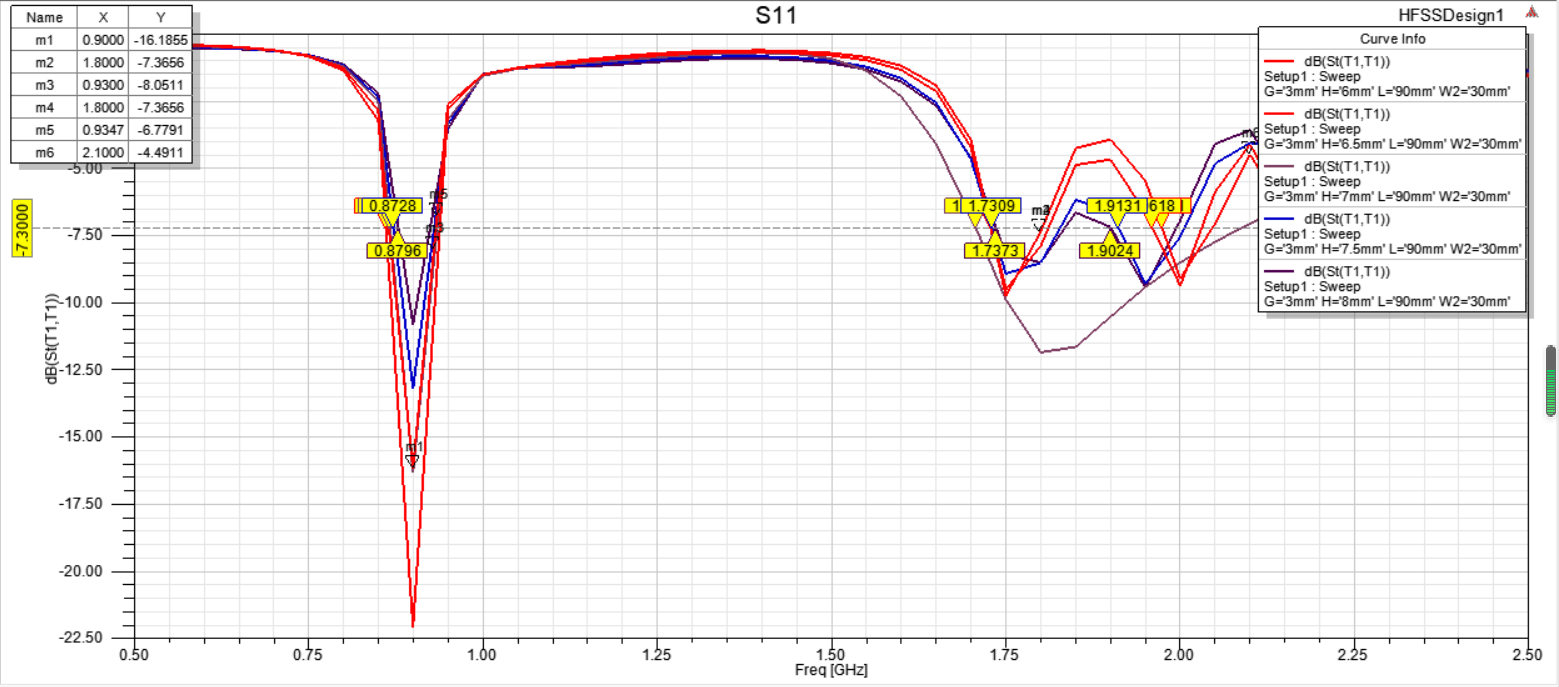 S11
HFSSDesign1
Name X Y
m1 0.9000 -16.1855
m2 1.8000 -7.3656
m3 0.9300 -8.0511
m4 1.8000 -7.3656
m5 0.9347 -6.7791
m6 2.1000 -4.4911
Curve Info
dB(St(T1,T1))
Setup1 : Sweep
G='3mm' H='6mm' L='90mm' W2='30mm'
dB(St(T1,T1))
Setup1 : Sweep
G='3mm' H='6.5mm' L='90mm' W2='30mm'
dB(St(T1,T1))
Setup1 : Sweep
G='3mm' H='7mm' L='90mm' W2='30mm'
dB(St(T1,T1))
Setup1 : Sweep
G='3mm' H='7.5mm' L='90mm' W2='30mm'
dB(St(T1,T1))
Setup1 : Sweep
G='3mm' H='8mm' L='90mm' W2='30mm'
-5.00
-7.50
-10.00
-12.50
-15.00
-17.50
-20.00
-22.50
-7.3000
dB(St(T1,T1))
0.8728
0.8796
m5
m3
m1
1 1.7309
1.7373
1.9131 618
1.9024
0.50 0.75 1.00 1.25 1.50 1.75 2.00 2.25 2.50
Freq [GHz]